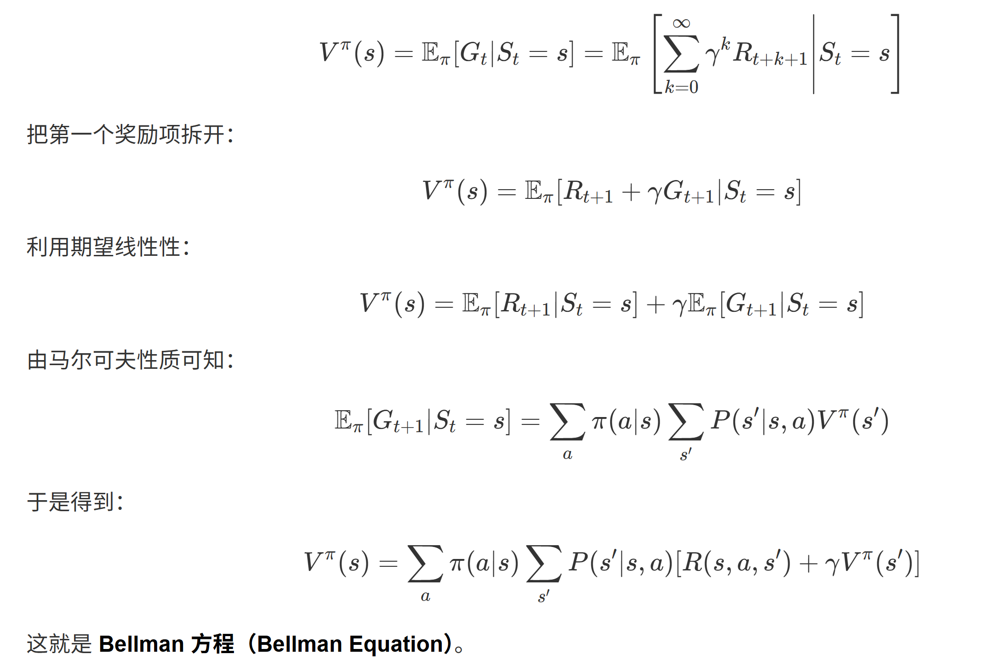 $$V^{\pi}(s) = \mathbb{E}_{\pi}[G_t|S_t = s] = \mathbb{E}_{\pi}\left[\sum_{k=0}^{\infty} \gamma^k R_{t+k+1} \middle| S_t = s\right]$$
把第一个奖励项拆开：
$$V^{\pi}(s) = \mathbb{E}_{\pi}[R_{t+1} + \gamma G_{t+1}|S_t = s]$$
利用期望线性性：
$$V^{\pi}(s) = \mathbb{E}_{\pi}[R_{t+1}|S_t = s] + \gamma \mathbb{E}_{\pi}[G_{t+1}|S_t = s]$$
由马尔可夫性质可知：
$$\mathbb{E}_{\pi}[G_{t+1}|S_t = s] = \sum_{a} \pi(a|s) \sum_{s'} P(s'|s,a) V^{\pi}(s')$$
于是得到：
$$V^{\pi}(s) = \sum_{a} \pi(a|s) \sum_{s'} P(s'|s,a)[R(s,a,s') + \gamma V^{\pi}(s')]$$
这就是 Bellman 方程（Bellman Equation）。